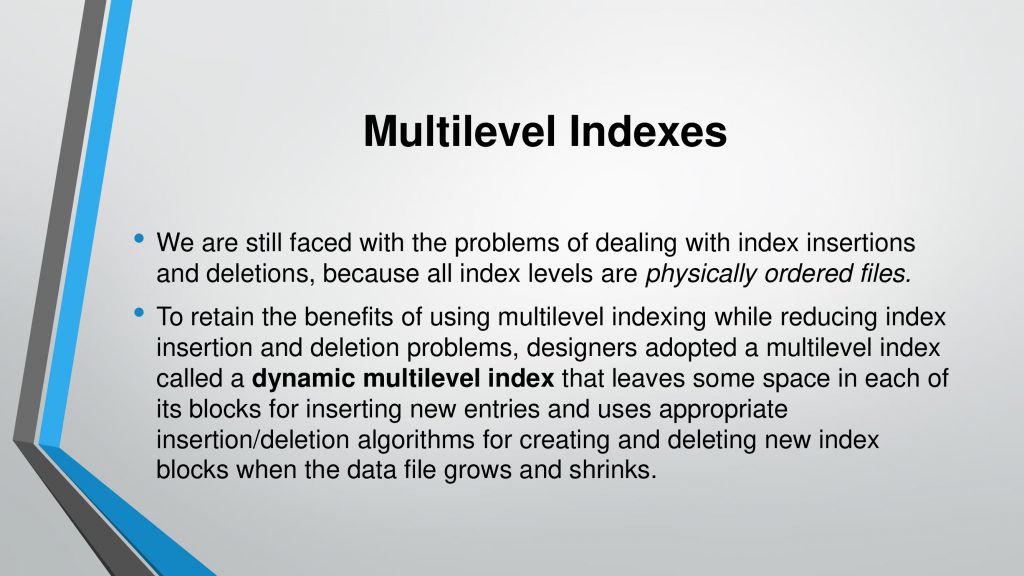 Multilevel Indexes
• We are still faced with the problems of dealing with index insertions
and deletions, because all index levels are physically ordered files.
• To retain the benefits of using multilevel indexing while reducing index
insertion and deletion problems, designers adopted a multilevel index
called a dynamic multilevel index that leaves some space in each of
its blocks for inserting new entries and uses appropriate
insertion/deletion algorithms for creating and deleting new index
blocks when the data file grows and shrinks.